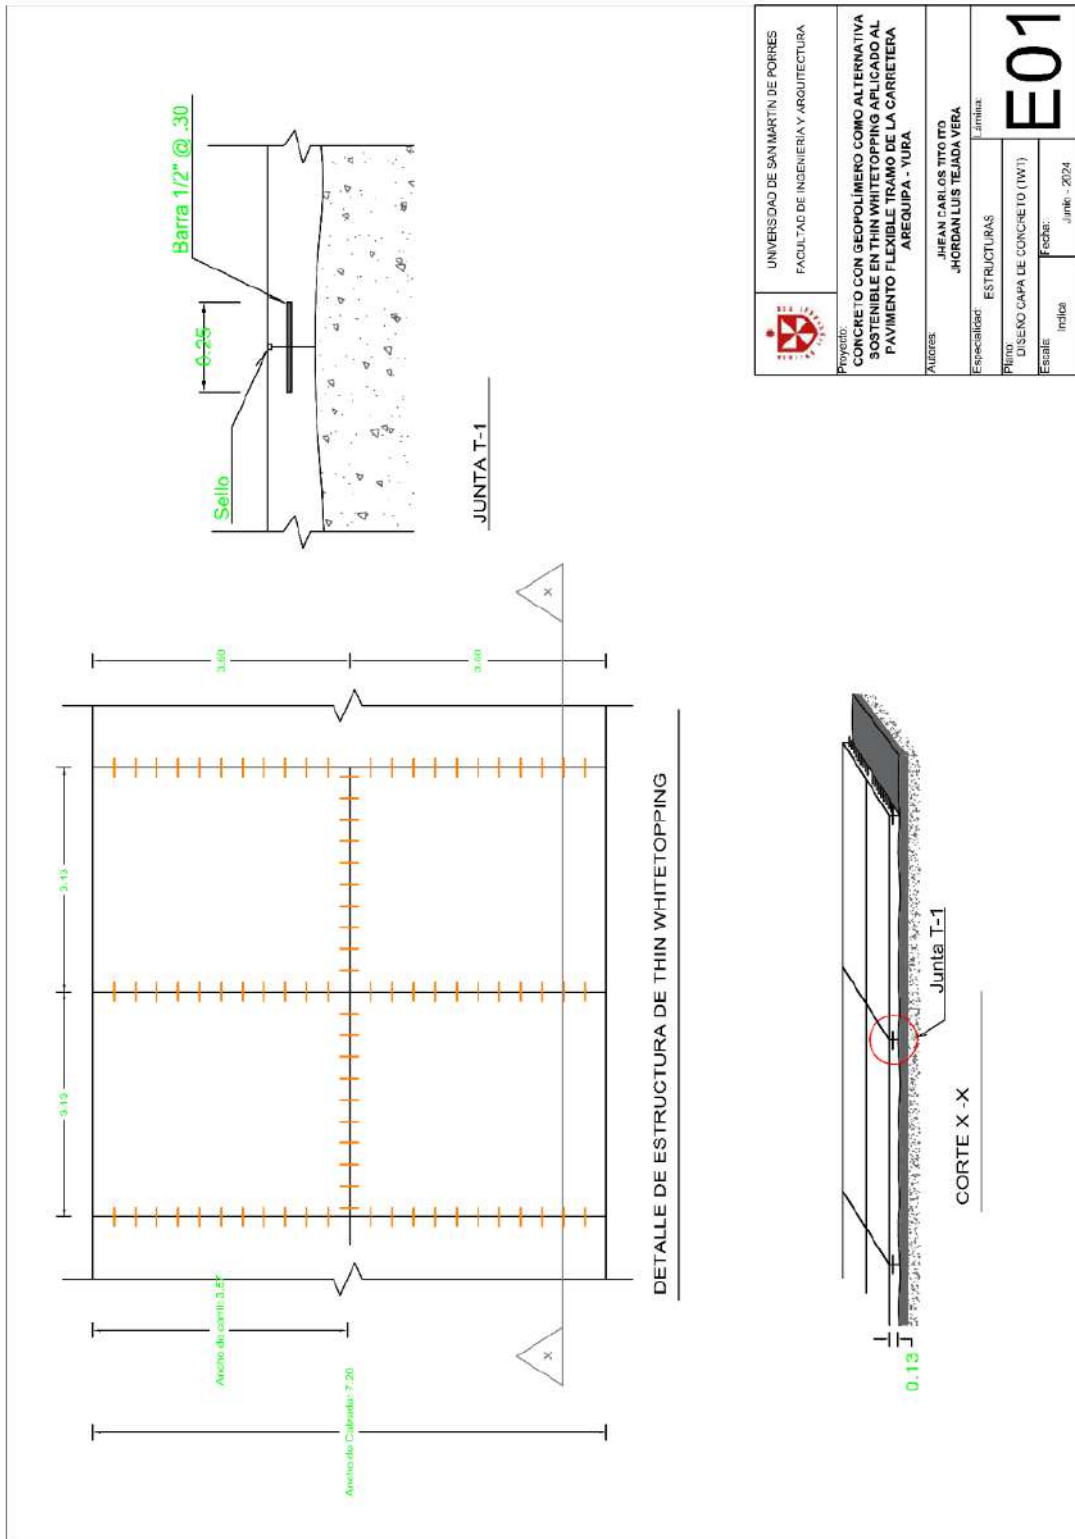 Barra 1/2" @ .30
0.25
Sello
JUNTA T-1
3.60
3.60
3.13
3.13
Ancho de Calzada: 7.20
x
x
DETALLE DE ESTRUCTURA DE THIN WHITETOPPING
0.13
Junta T-1
CORTE X -X
UNIVERSIDAD DE SAN MARTIN DE PORRES
FACULTAD DE INGENIERÍA Y ARQUITECTURA
Proyecto:
CONCRETO CON GEOPOLÍMERO COMO ALTERNATIVA
SOSTENIBLE EN THIN WHITETOPPING APLICADO AL
PAVIMENTO FLEXIBLE TRAMO DE LA CARRETERA
AREQUIPA - YURA
Autores:
JHEAN CARLOS TITO ITO
JHORDAN LUIS TEJADA VERA
Especialidad:
ESTRUCTURAS
Lámina:
E01
Plano:
DISEÑO CAPA DE CONCRETO (TWT)
Escala:
Indica
Fecha:
Junio - 2024